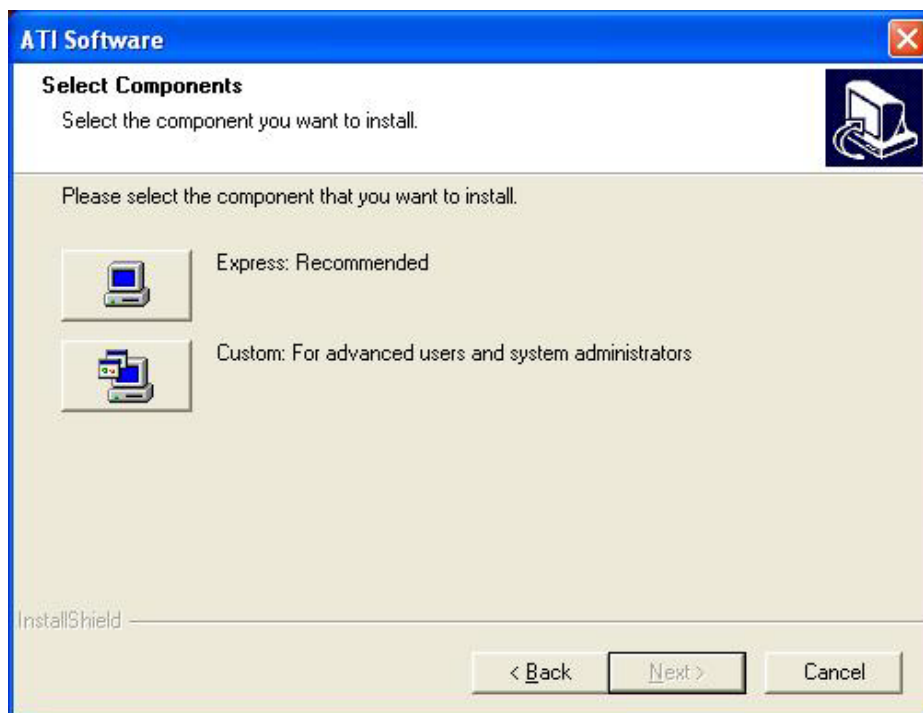 ATI Software
Select Components
Select the component you want to install.
Please select the component that you want to install.
Express: Recommended
Custom: For advanced users and system administrators
InstallShield
< Back Next > Cancel